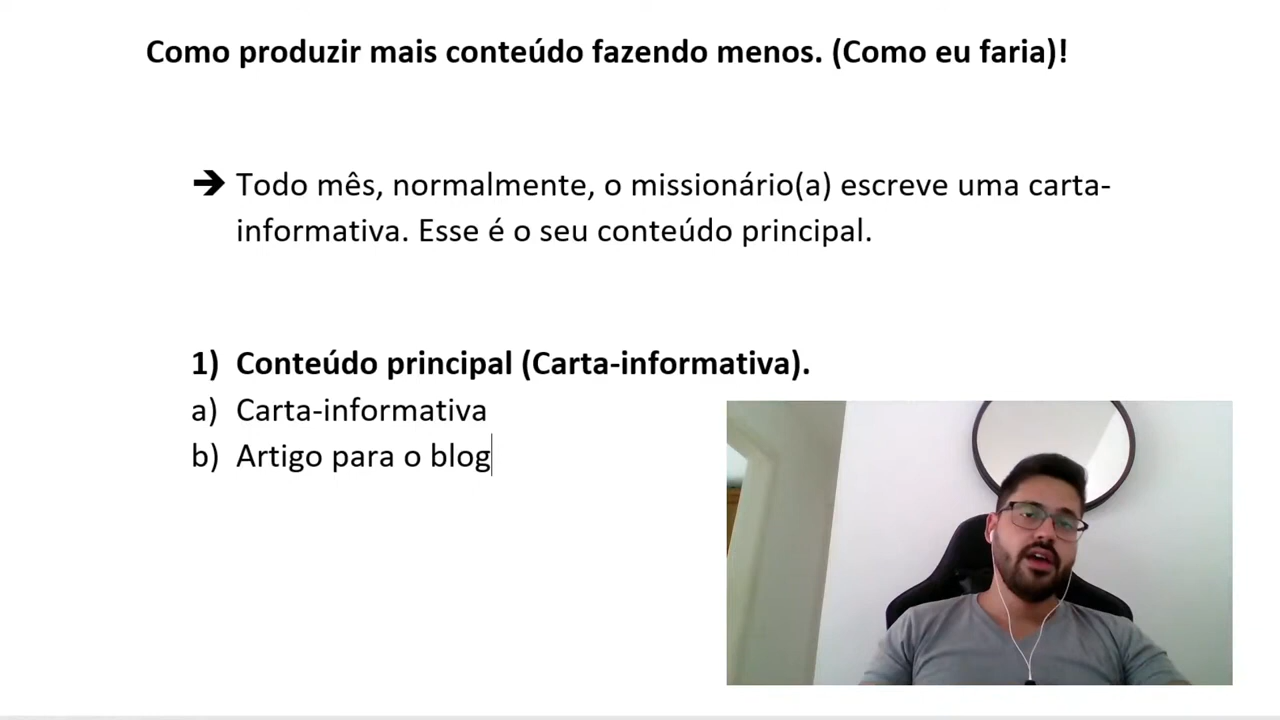 Como produzir mais conteúdo fazendo menos. (Como eu faria)!
➔ Todo mês, normalmente, o missionário(a) escreve uma carta-
informativa. Esse é o seu conteúdo principal.
1) Conteúdo principal (Carta-informativa).
a) Carta-informativa
b) Artigo para o blog